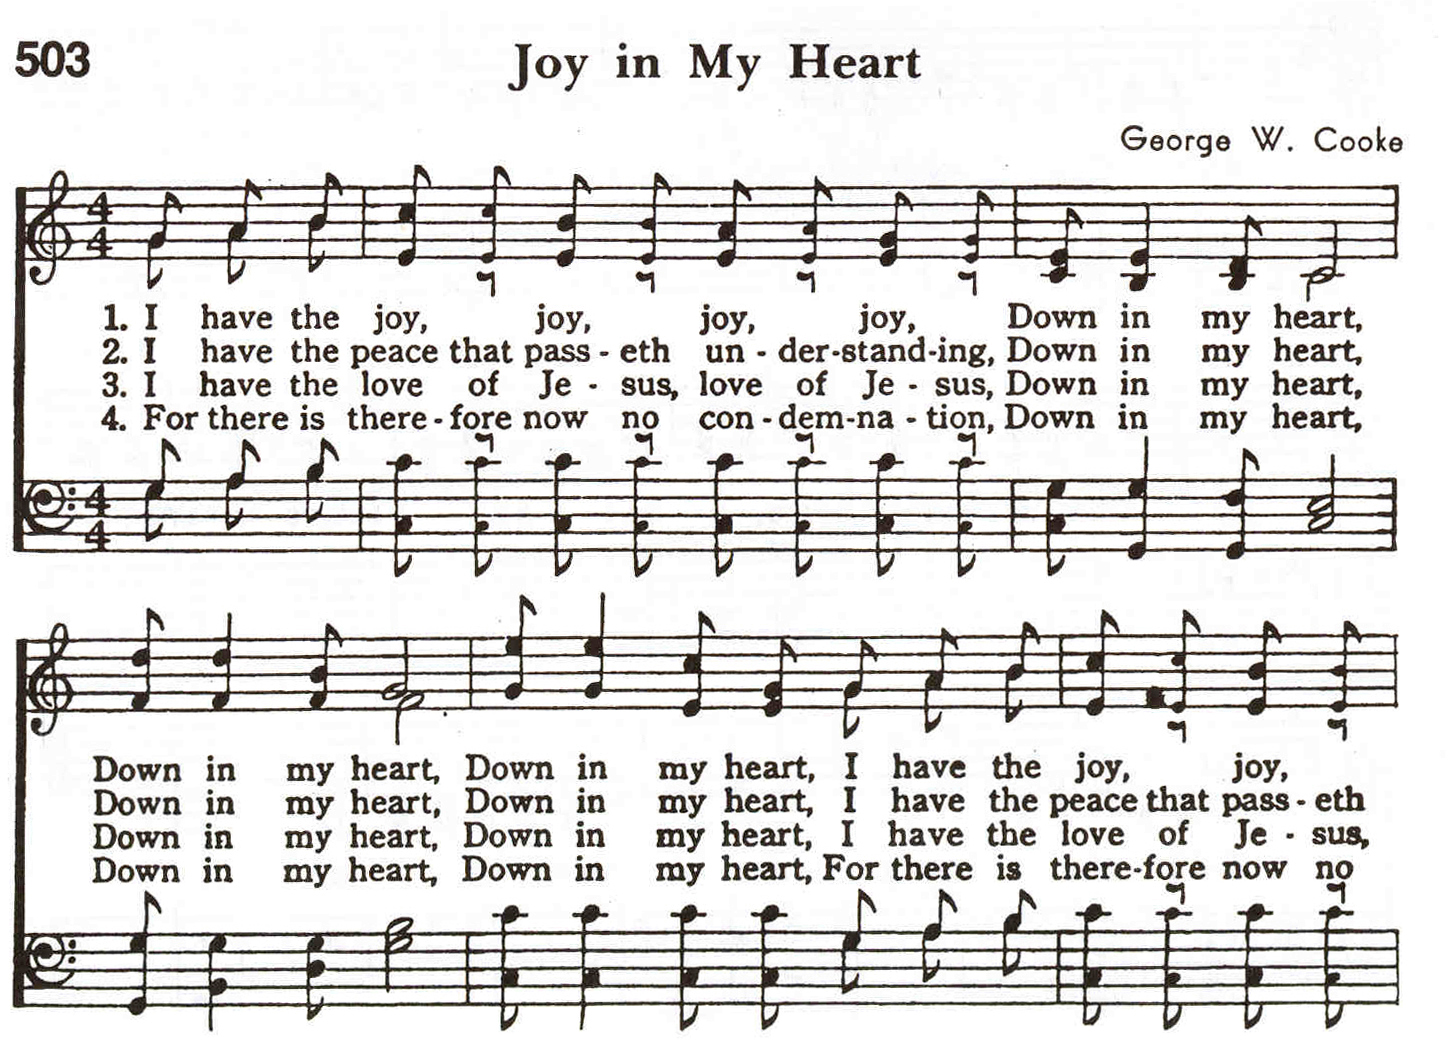 503
Joy in My Heart
George W. Cooke
4
4
1. I have the joy, joy, joy, joy, Down in my heart,
2. I have the peace that pass - eth un - der-stand-ing, Down in my heart,
3. I have the love of Je - sus, love of Je - sus, Down in my heart,
4. For there is there-fore now no con - dem-na - tion, Down in my heart,
4
4
Down in my heart, Down in my heart, I have the joy, joy,
Down in my heart, Down in my heart, I have the peace that pass - eth
Down in my heart, Down in my heart, I have the love of Je - sus,
Down in my heart, Down in my heart, For there is there-fore now no